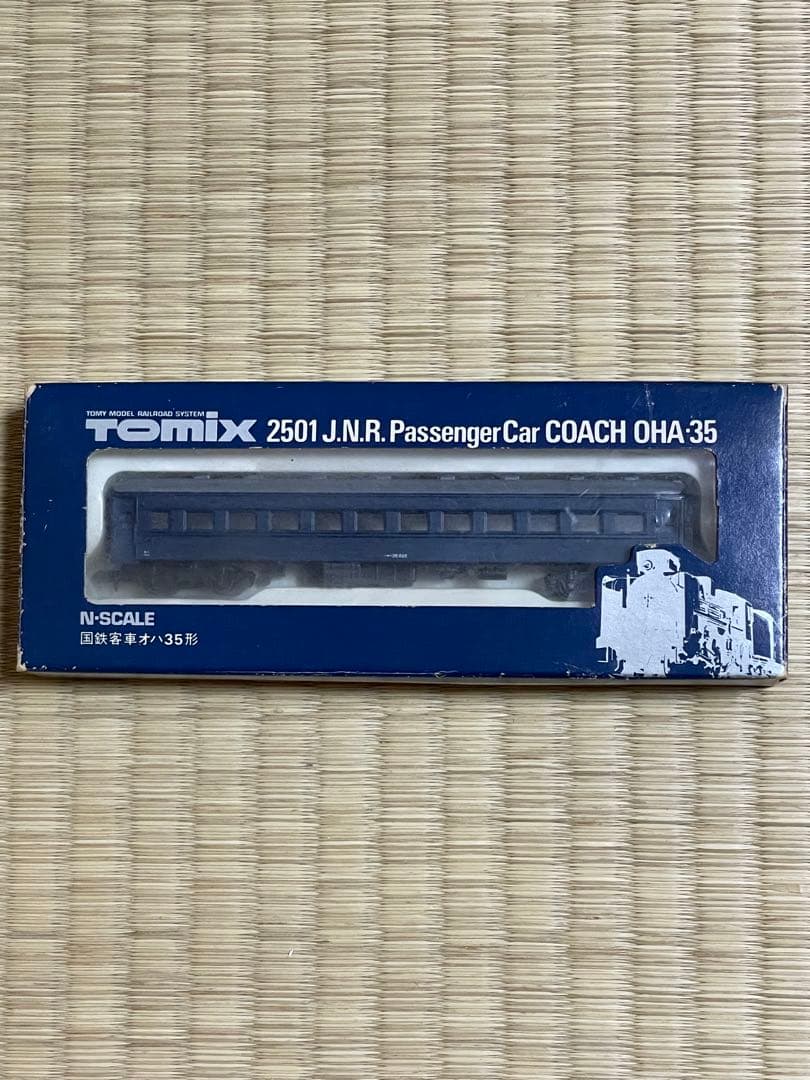 TOMY MODEL RAILROAD SYSTEM
TOMIX 2501 J.N.R. Passenger Car COACH OHA-35
N-SCALE
国鉄客車オハ35形